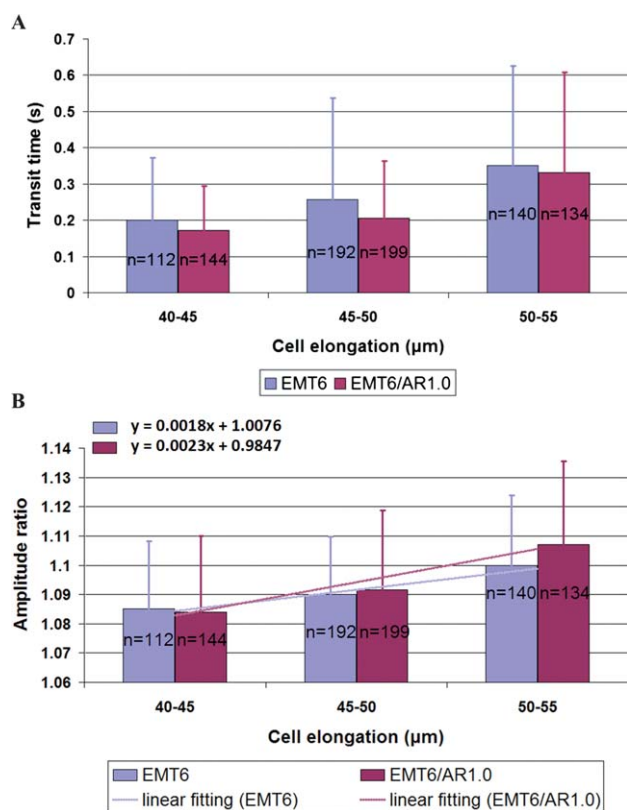 A
0.7
0.6
0.5
0.4
0.3
0.2
0.1
0
Transit time (s)
n=112 n=144
n=192 n=199
n=140 n=134
40-45 45-50 50-55
Cell elongation (µm)
EMT6 EMT6/AR1.0
B
y = 0.0018x + 1.0076
y = 0.0023x + 0.9847
1.14
1.13
1.12
1.11
1.1
1.09
1.08
1.07
1.06
Amplitude ratio
n=112 n=144
n=192 n=199
n=140 n=134
40-45 45-50 50-55
Cell elongation (µm)
EMT6 EMT6/AR1.0
linear fitting (EMT6) linear fitting (EMT6/AR1.0)